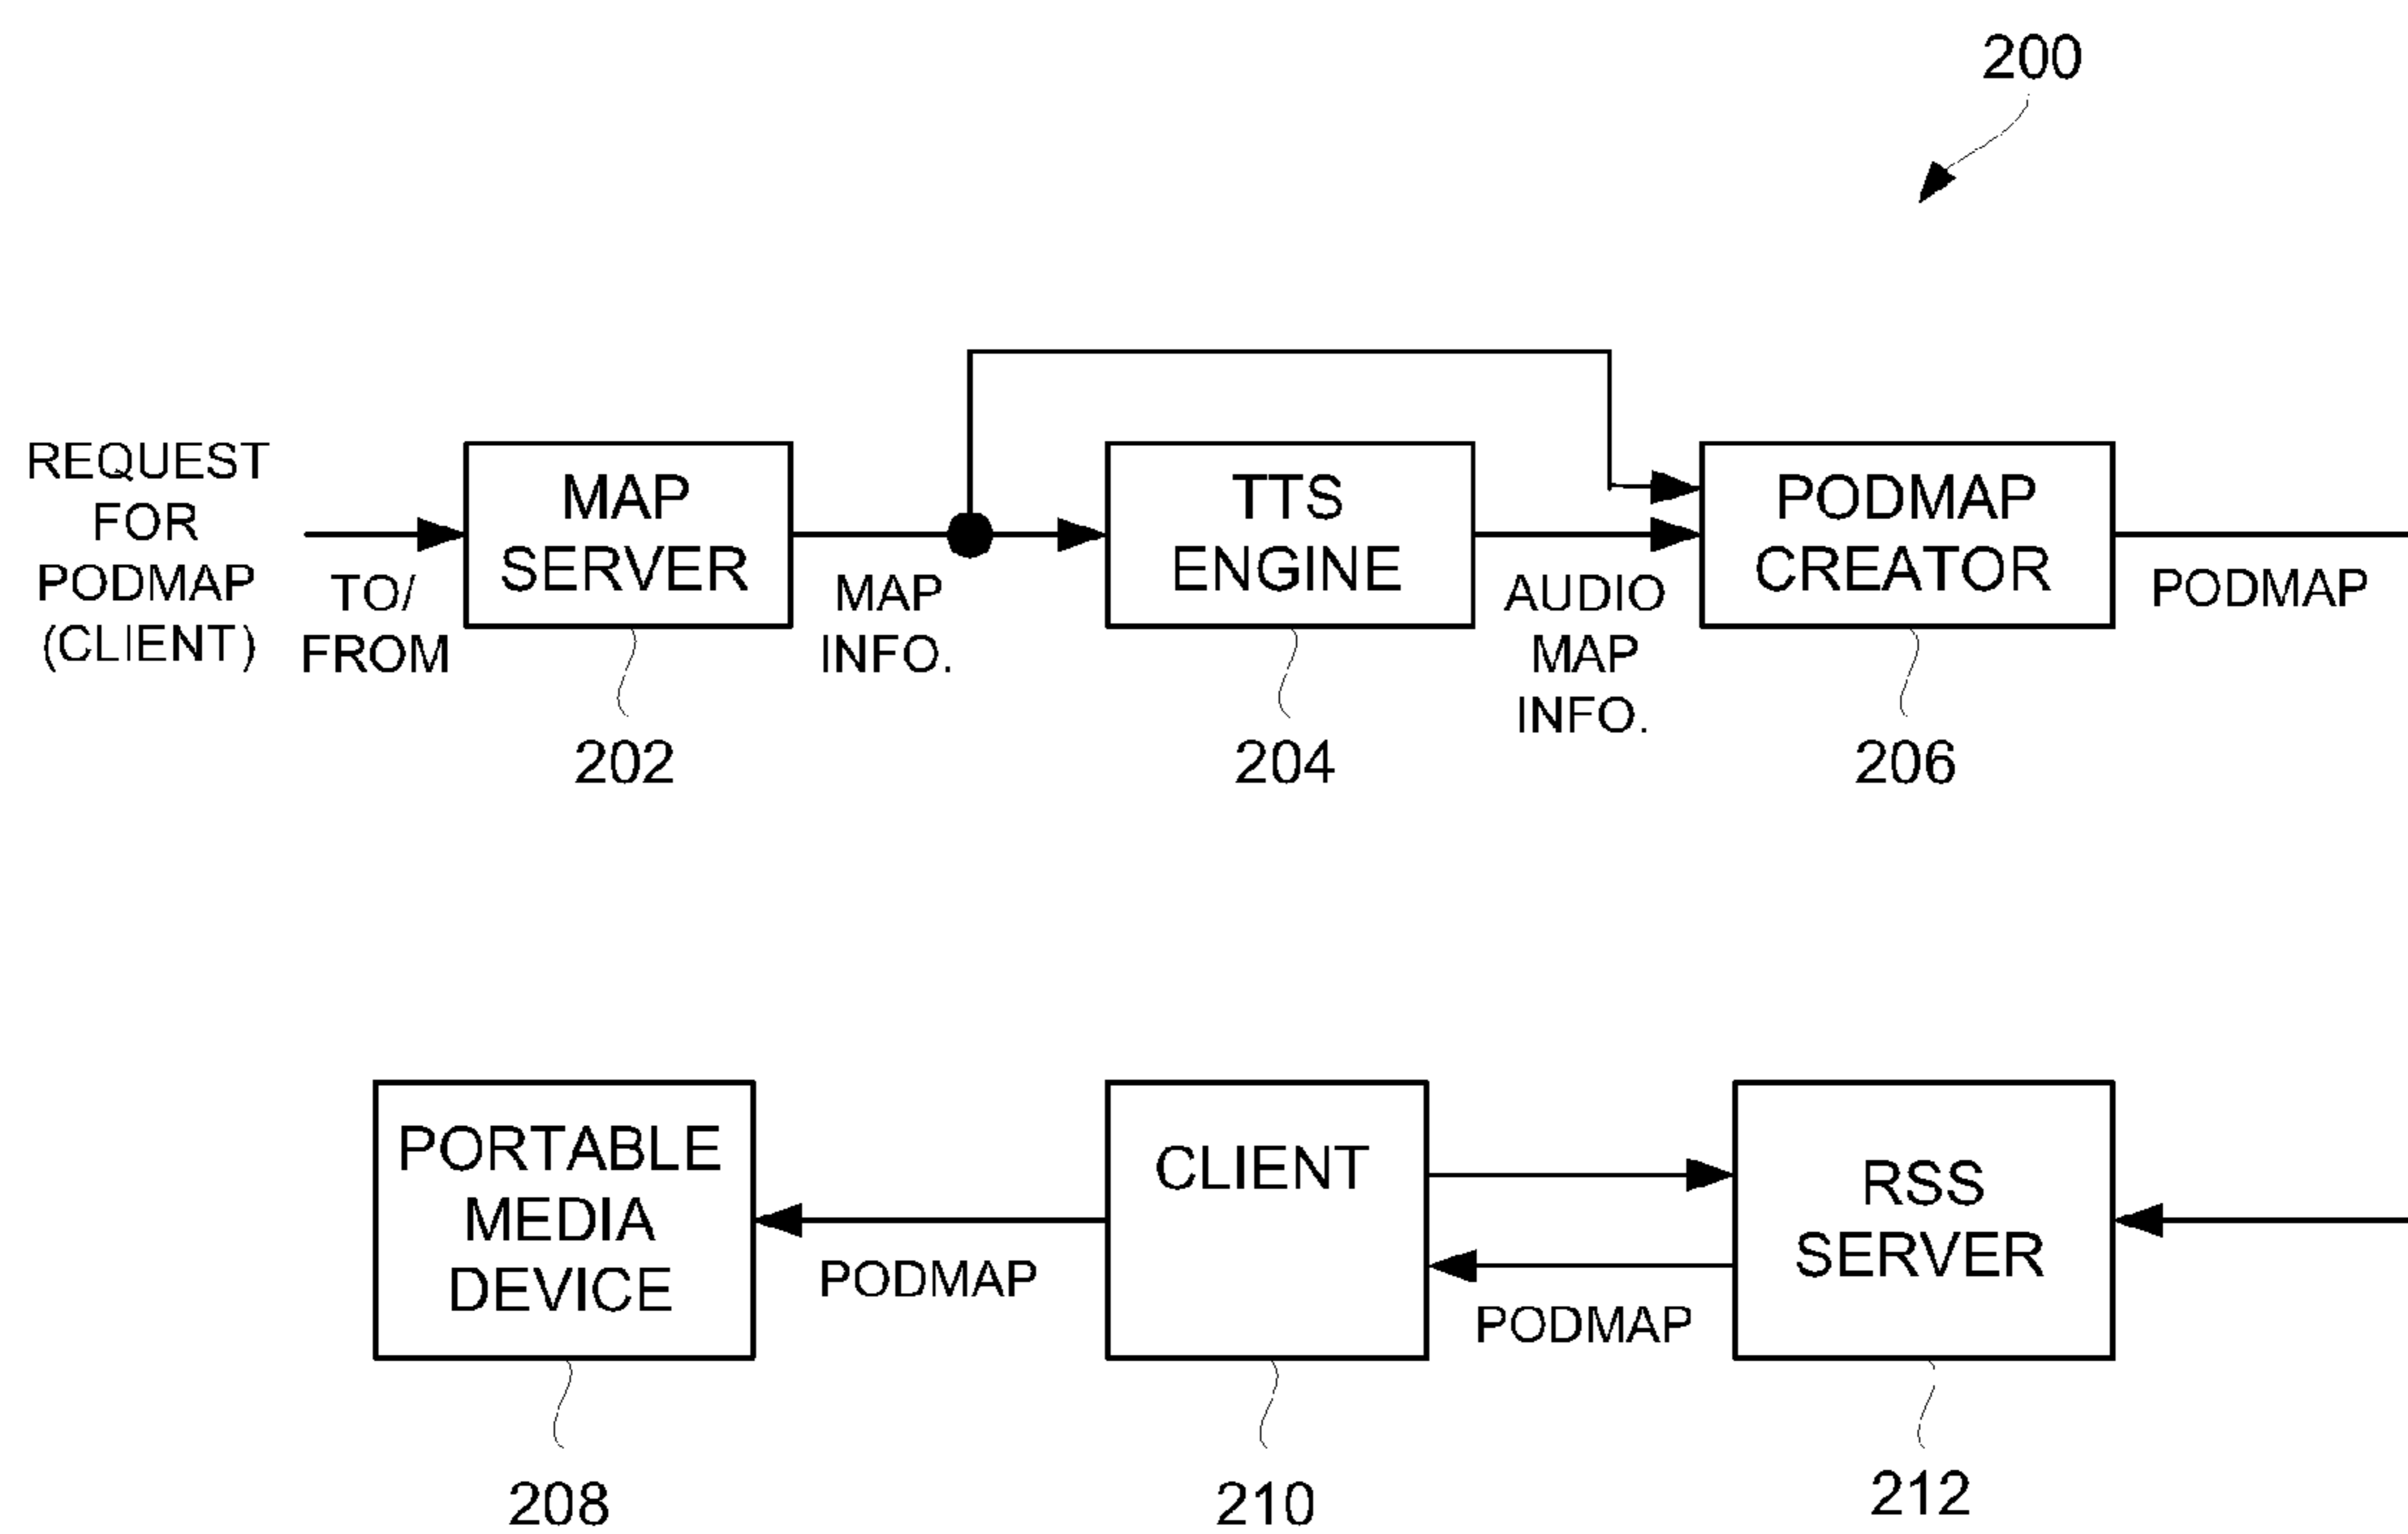 200
REQUEST
FOR
PODMAP
(CLIENT)
TO/
FROM
MAP
SERVER
202
MAP
INFO.
TTS
ENGINE
204
AUDIO
MAP
INFO.
PODMAP
CREATOR
206
PODMAP
PORTABLE
MEDIA
DEVICE
208
PODMAP
CLIENT
210
PODMAP
RSS
SERVER
212